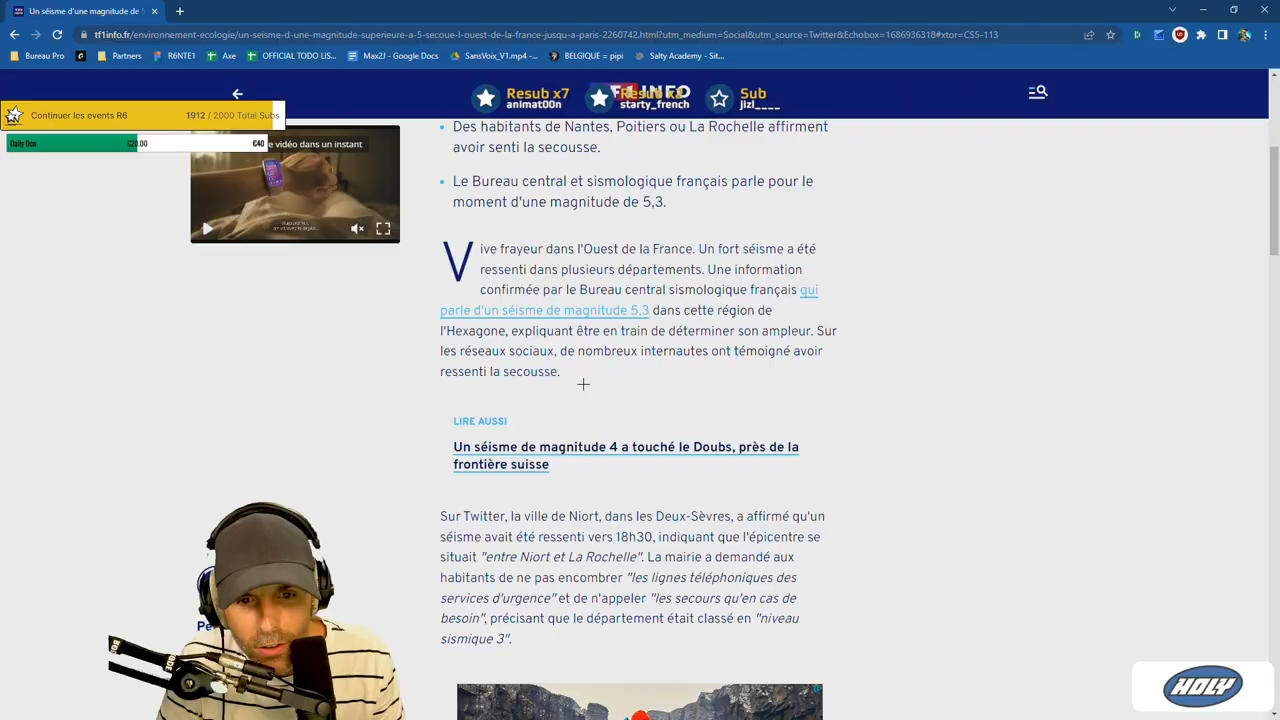 Un séisme d'une magnitude de 5
tf1info.fr/environnement-ecologie/un-seisme-d-une-magnitude-superieure-a-5-secoue-l-ouest-de-la-france-jusqu-a-paris-2260742.html?utm_medium=Social&utm_source=Twitter&Echobox=1686936318#xtor=CS5-113
Bureau Pro
Partners
R6NTE1
Axe
OFFICIAL TODO LIS...
Max2J - Google Docs
SansVoix_V1.mp4 -...
BELGIQUE = pipi
Salty Academy - Sit...
INFO
Resub x7
animat00n
starty_french
Sub
jizl____
Continuer les events R6
1912 / 2000 Total Subs
Daily Don
€20.00
€40
e vidéo dans un instant
Des habitants de Nantes, Poitiers ou La Rochelle affirment
avoir senti la secousse.
Le Bureau central et sismologique français parle pour le
moment d'une magnitude de 5,3.
Vive frayeur dans l'Ouest de la France. Un fort séisme a été
ressenti dans plusieurs départements. Une information
confirmée par le Bureau central sismologique français qui
parle d'un séisme de magnitude 5,3 dans cette région de
l'Hexagone, expliquant être en train de déterminer son ampleur. Sur
les réseaux sociaux, de nombreux internautes ont témoigné avoir
ressenti la secousse.
LIRE AUSSI
Un séisme de magnitude 4 a touché le Doubs, près de la
frontière suisse
Sur Twitter, la ville de Niort, dans les Deux-Sèvres, a affirmé qu'un
séisme avait été ressenti vers 18h30, indiquant que l'épicentre se
situait "entre Niort et La Rochelle". La mairie a demandé aux
habitants de ne pas encombrer "les lignes téléphoniques des
services d'urgence" et de n'appeler "les secours qu'en cas de
besoin", précisant que le département était classé en "niveau
sismique 3".
HOLY